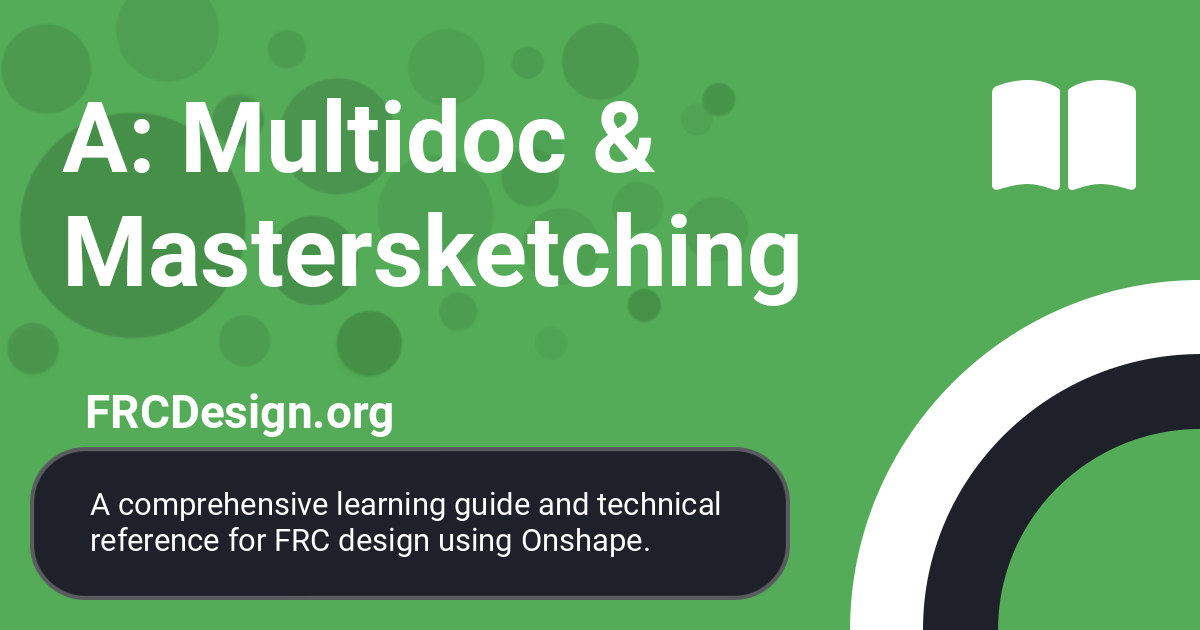 A: Multidoc &
Mastersketching
FRCDesign.org
A comprehensive learning guide and technical
reference for FRC design using Onshape.